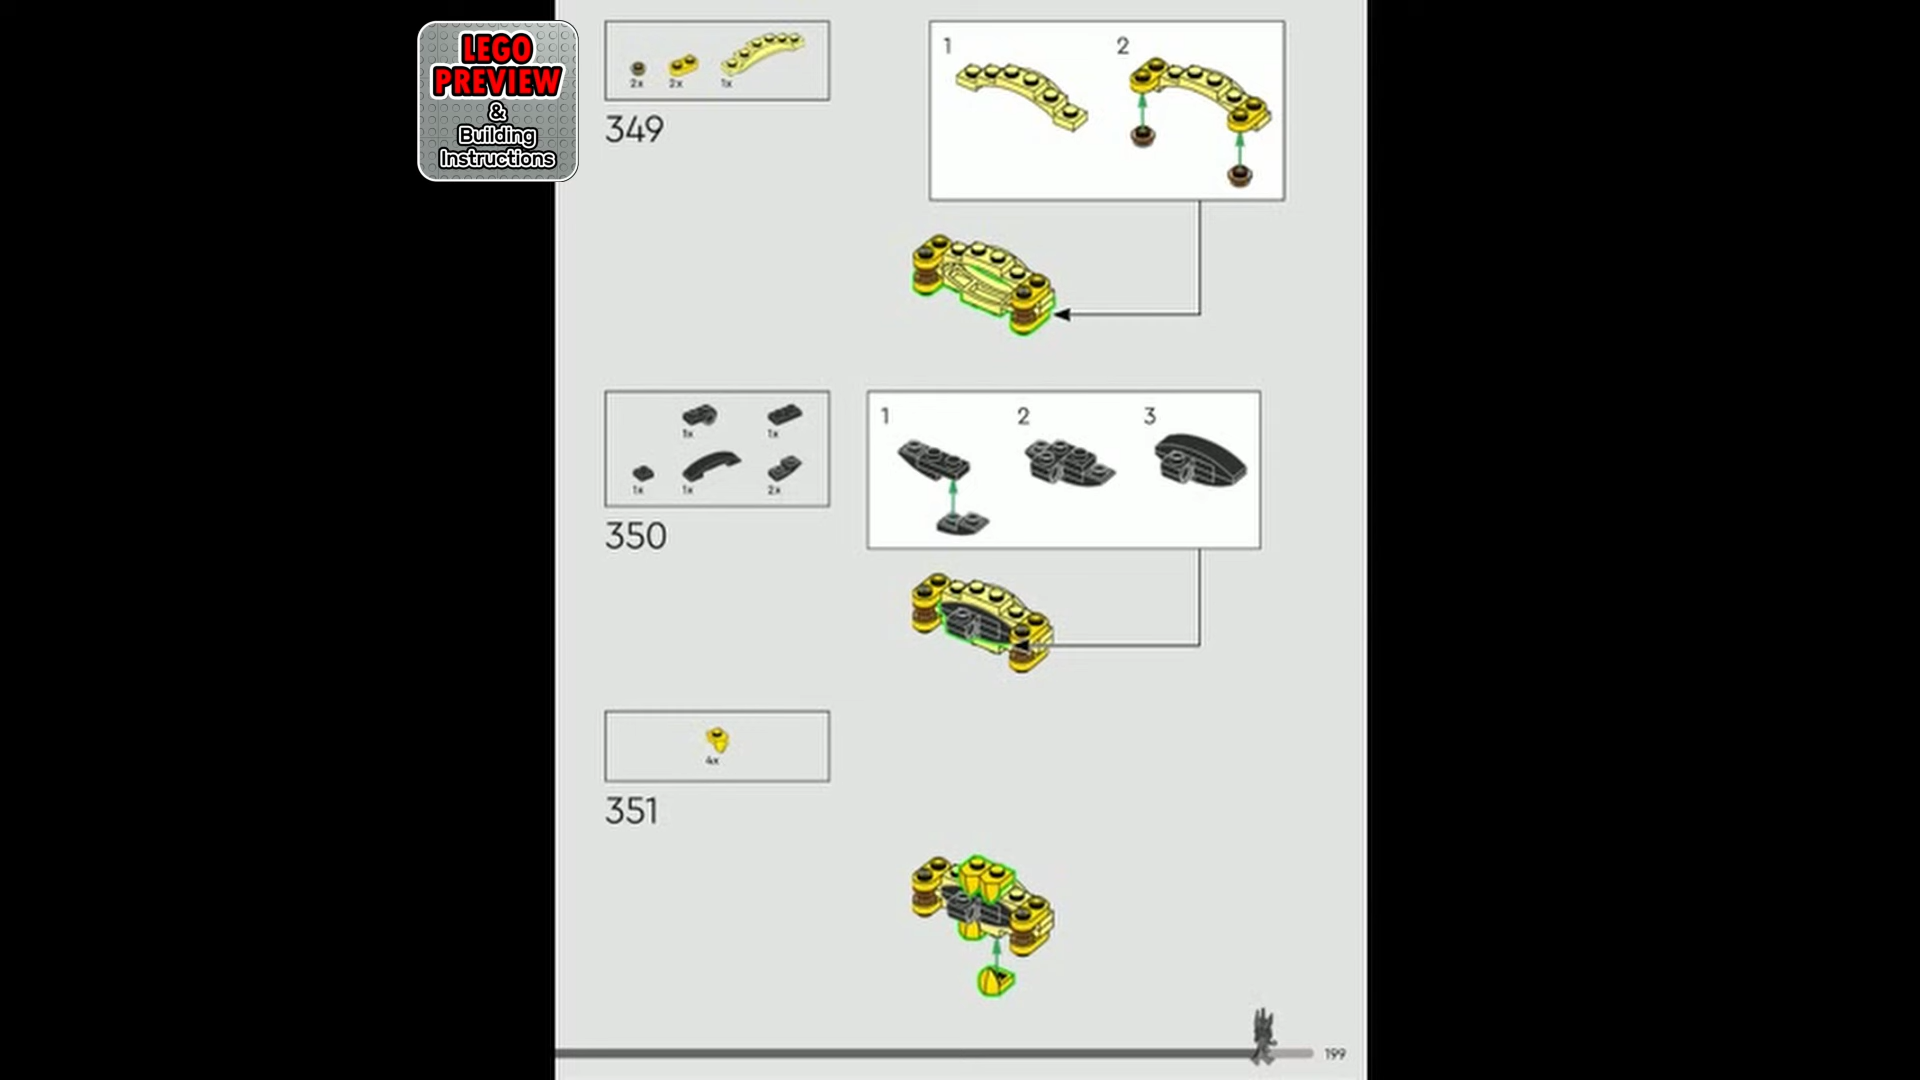 LEGO
PREVIEW
&
Building
Instructions
2x 2x 1x
349
1 2
1x 1x
1x 1x 2x
350
1 2 3
4x
351
199